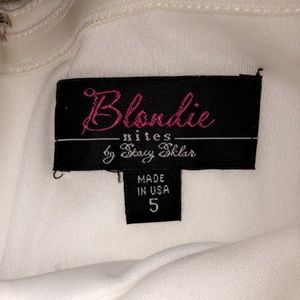 Blondie
nites
by Stacy Sklar
MADE
IN USA
5